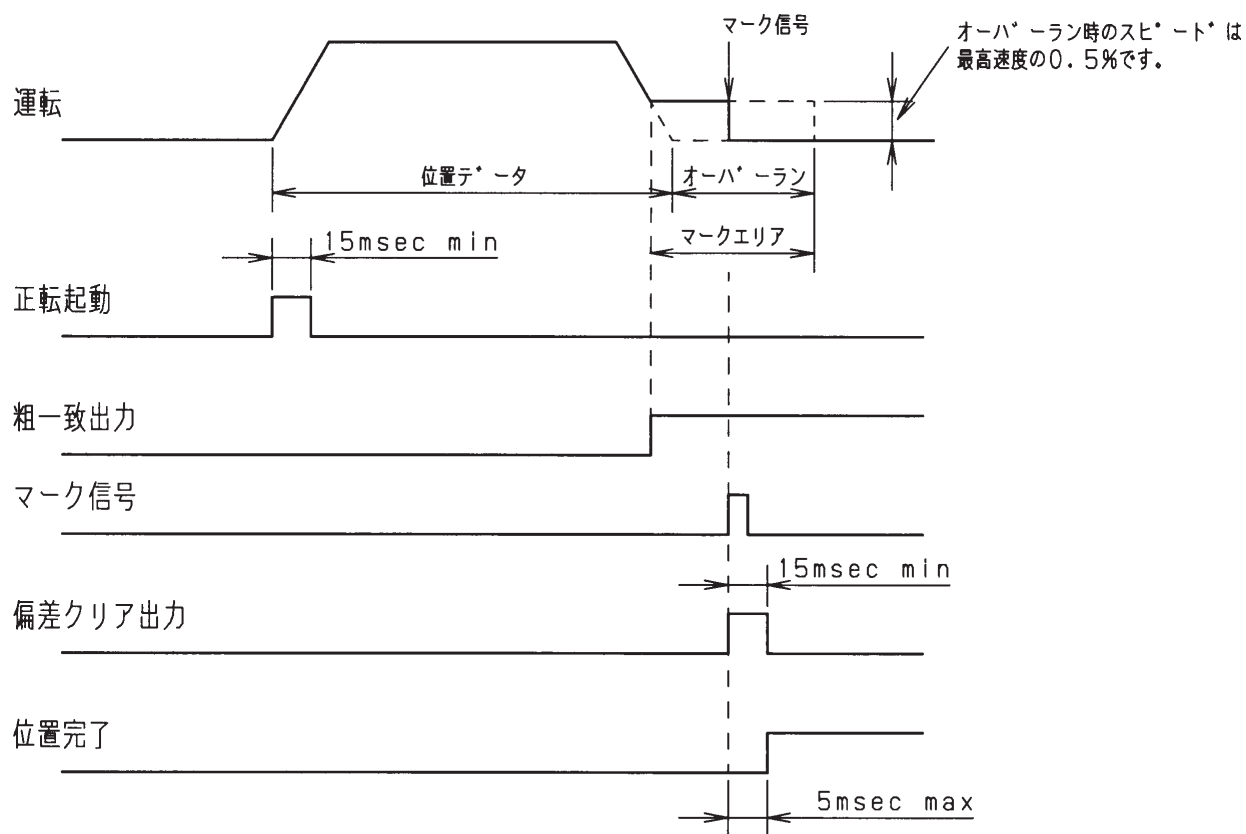 マーク信号
オーバーラン時のスピードは
最高速度の0.5%です。
運転
位置データ
オーバーラン
マークエリア
15msec min
正転起動
粗一致出力
マーク信号
15msec min
偏差クリア出力
位置完了
5msec max